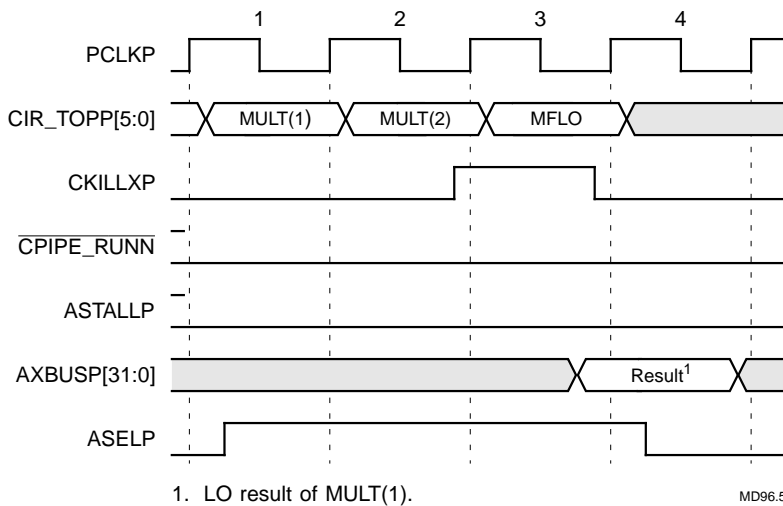 1 2 3 4
PCLKP
CIR_TOPP[5:0] MULT(1) MULT(2) MFLO
CKILLXP
CPIPE_RUNN
ASTALLP
AXBUSP[31:0] Result1
ASELP
1. LO result of MULT(1).
MD96.5